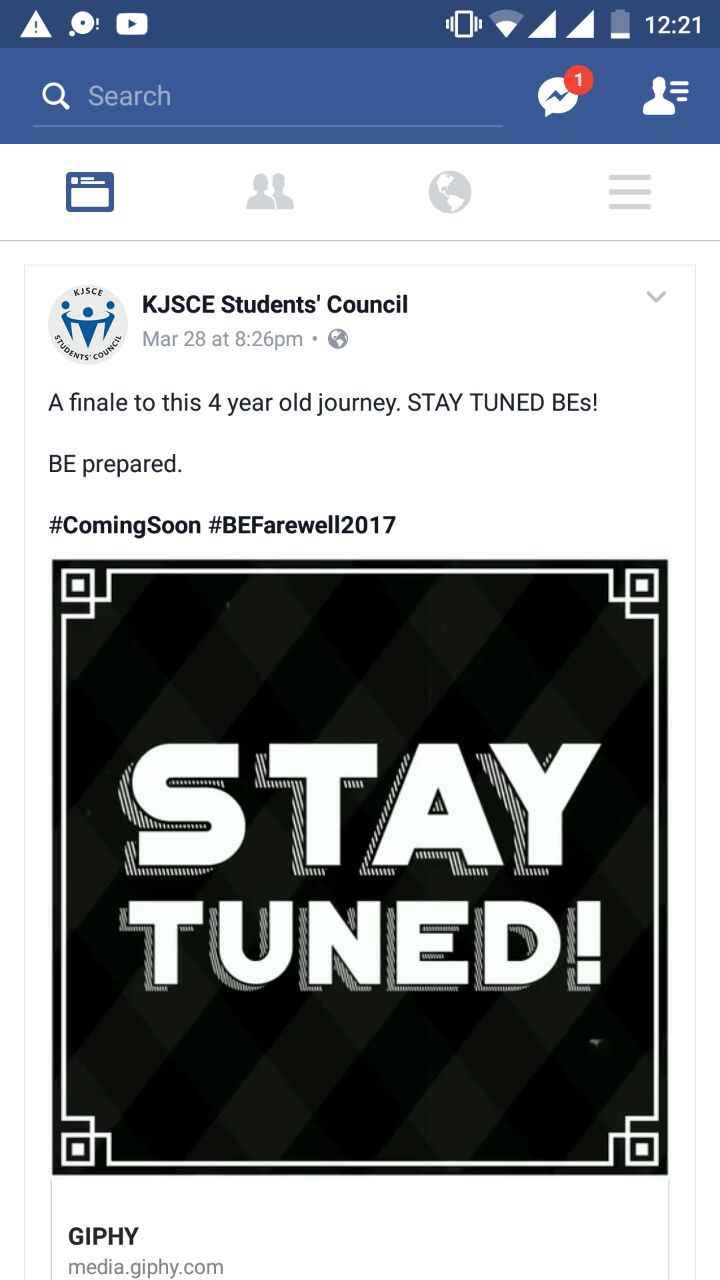 12:21
Search
1
KJSCE
STUDENTS' COUNCIL
KJSCE Students' Council
Mar 28 at 8:26pm •
A finale to this 4 year old journey. STAY TUNED BEs!
BE prepared.
#ComingSoon #BEFarewell2017
STAY
TUNED!
GIPHY
media.giphy.com